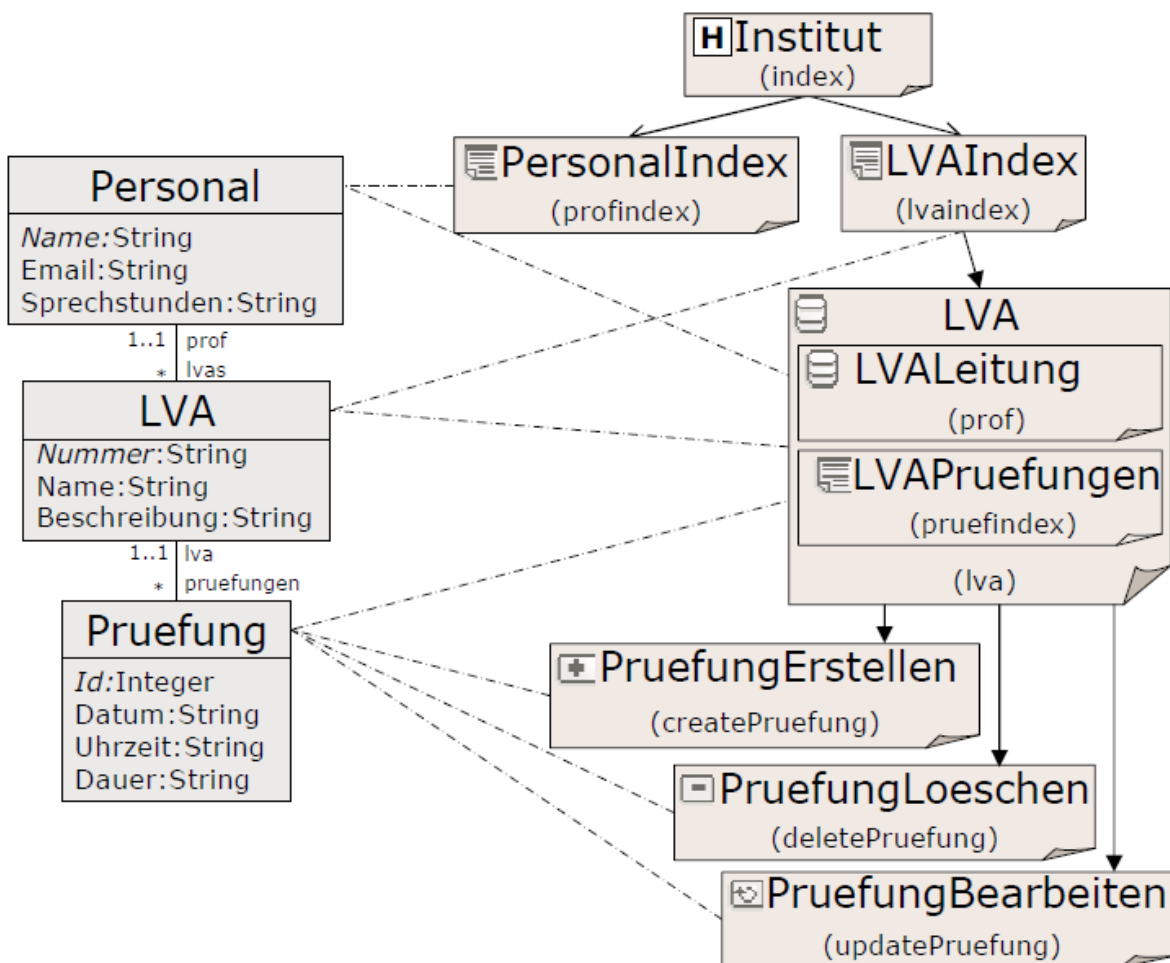 H Institut
(index)
PersonalIndex
(profindex)
LVAIndex
(lvaindex)
Personal
Name:String
Email:String
Sprechstunden:String
1..1 prof
* lvas
LVA
Nummer:String
Name:String
Beschreibung:String
1..1 lva
* pruefungen
Pruefung
Id:Integer
Datum:String
Uhrzeit:String
Dauer:String
LVA
LVALeitung
(prof)
LVAPruefungen
(pruefindex)
(lva)
PruefungErstellen
(createPruefung)
PruefungLoeschen
(deletePruefung)
PruefungBearbeiten
(updatePruefung)